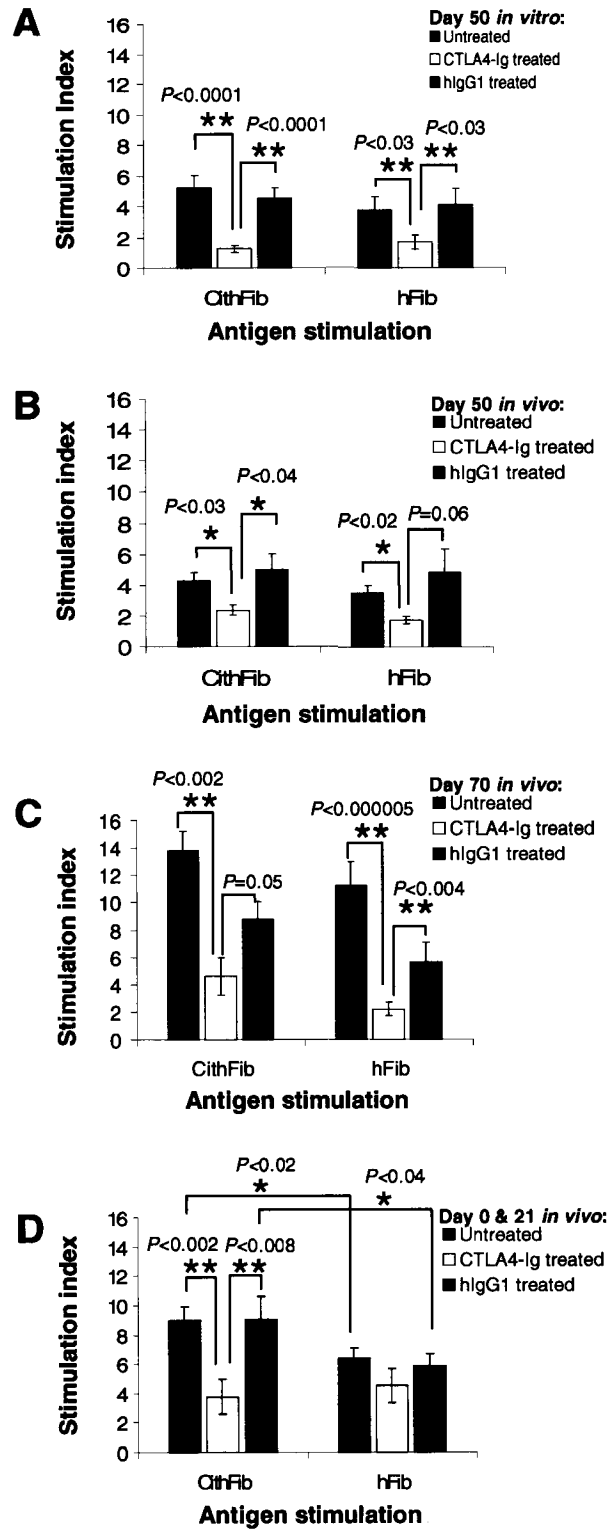 A
Day 50 in vitro:
Untreated
CTLA4-Ig treated
hIgG1 treated
Stimulation Index
16
14
12
10
8
6
4
2
0
P<0.0001
**
P<0.0001
**
P<0.03
**
P<0.03
**
CithFib
hFib
Antigen stimulation
B
Day 50 in vivo:
Untreated
CTLA4-Ig treated
hIgG1 treated
Stimulation index
16
14
12
10
8
6
4
2
0
P<0.03
*
P<0.04
*
P<0.02
*
P=0.06
CithFib
hFib
Antigen stimulation
C
Day 70 in vivo:
Untreated
CTLA4-Ig treated
hIgG1 treated
Stimulation index
16
14
12
10
8
6
4
2
0
P<0.002
**
P=0.05
P<0.000005
**
P<0.004
**
CithFib
hFib
Antigen stimulation
D
Day 0 & 21 in vivo:
Untreated
CTLA4-Ig treated
hIgG1 treated
Stimulation index
16
14
12
10
8
6
4
2
0
P<0.02
*
P<0.04
*
P<0.002
**
P<0.008
**
CithFib
hFib
Antigen stimulation